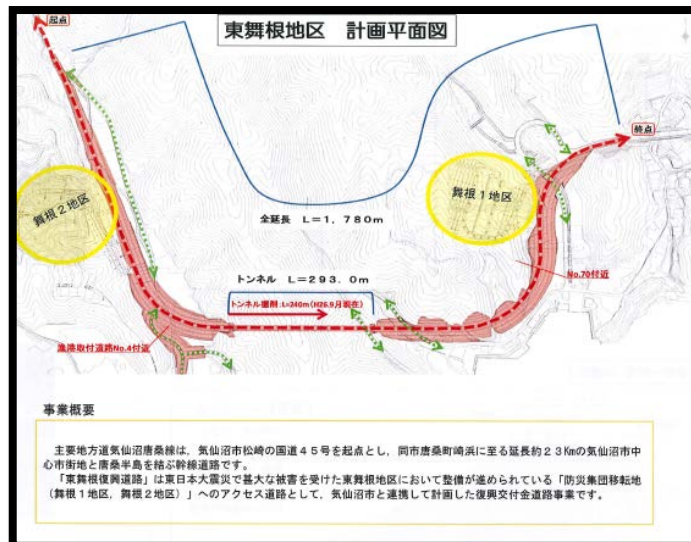 東舞根地区 計画平面図
起点
終点
舞根2地区
舞根1地区
全延長 L=1,780m
トンネル L=293.0m
トンネル掘削:L=240m(H26.9月現在)
No.70付近
漁港取付道路No.4付近
事業概要
主要地方道気仙沼唐桑線は,気仙沼市松崎の国道45号を起点とし,同市唐桑町崎浜に至る延長約23Kmの気仙沼市中
心市街地と唐桑半島を結ぶ幹線道路です。
「東舞根復興道路」は東日本大震災で甚大な被害を受けた東舞根地区において整備が進められている「防災集団移転地
(舞根1地区,舞根2地区)」へのアクセス道路として,気仙沼市と連携して計画した復興交付金道路事業です。